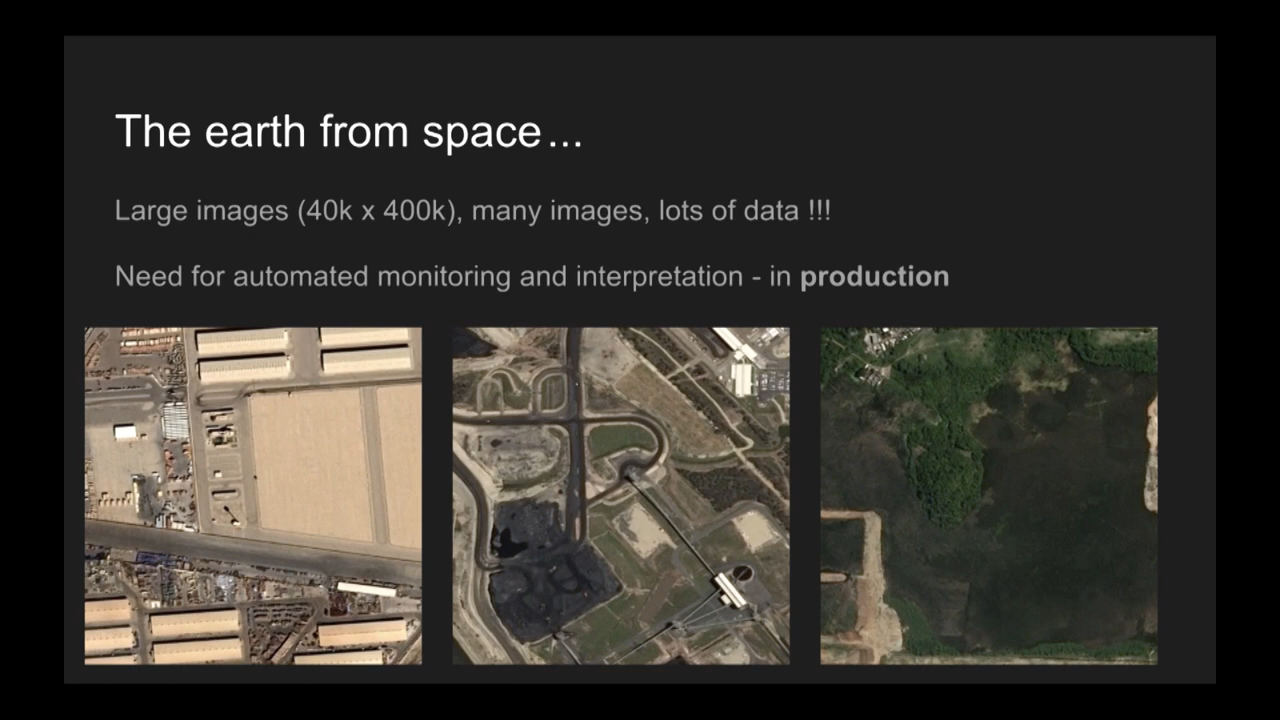 The earth from space...
Large images (40k x 400k), many images, lots of data !!!
Need for automated monitoring and interpretation - in production